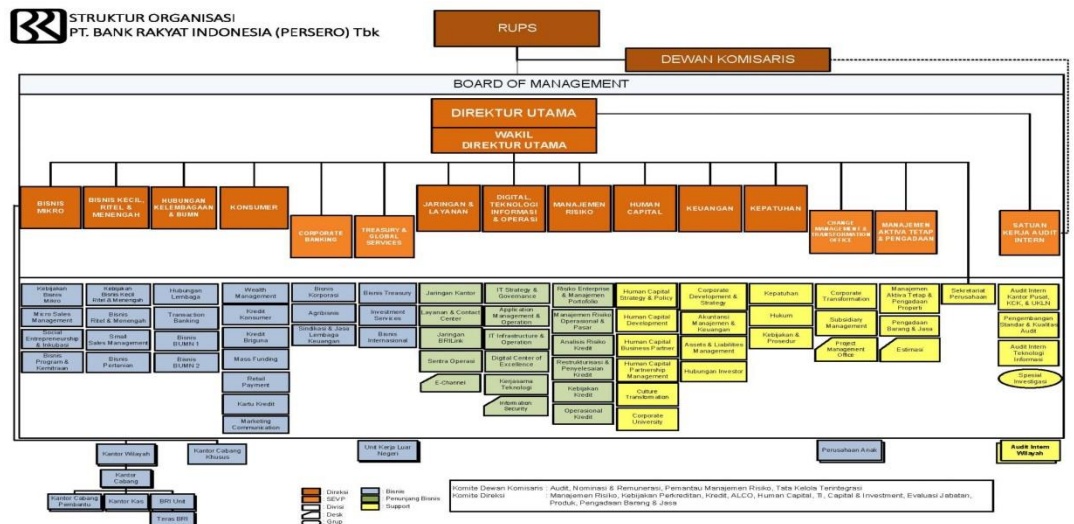 STRUKTUR ORGANISASI
PT. BANK RAKYAT INDONESIA (PERSERO) Tbk
RUPS
DEWAN KOMISARIS
BOARD OF MANAGEMENT
DIREKTUR UTAMA
WAKIL
DIREKTUR UTAMA
BISNIS
MIKRO
BISNIS KECIL,
RITEL &
MENENGAH
HUBUNGAN
KELEMBAGAAN
& BUMN
KONSUMER
CORPORATE
BANKING
TREASURY &
GLOBAL
SERVICES
JARINGAN &
LAYANAN
DIGITAL,
TEKNOLOGI
INFORMASI
& OPERASI
MANAJEMEN
RISIKO
HUMAN
CAPITAL
KEUANGAN
KEPATUHAN
CHANGE
MANAGEMENT &
TRANSFORMATION
OFFICE
MANAJEMEN
AKTIVA TETAP
& PENGADAAN
SATUAN
KERJA AUDIT
INTERN
Kebijakan
Bisnis
Mikro
Micro Sales
Management
Social
Entrepreneurship
& Inkubasi
Bisnis
Program &
Kemitraan
Kebijakan
Bisnis Kecil
Ritel & Menengah
Bisnis
Ritel & Menengah
Small
Sales Management
Bisnis
Pertanian
Hubungan
Lembaga
Transaction
Banking
Bisnis
BUMN 1
Bisnis
BUMN 2
Wealth
Management
Kredit
Konsumer
Kredit
Briguna
Mass Funding
Retail
Payment
Kartu Kredit
Marketing
Communication
Bisnis
Korporasi
Agribisnis
Sindikasi & Jasa
Lembaga
Keuangan
Bisnis Treasury
Investment
Services
Bisnis
Internasional
Jaringan Kantor
Layanan & Contact
Center
Jaringan
BRILink
Sentra Operasi
E-Channel
IT Strategy &
Governance
Application
Management &
Operation
IT Infrastructure &
Operation
Digital Center of
Excellence
Kerjasama
Teknologi
Information
Security
Risiko Enterprise
& Manajemen
Portofolio
Manajemen Risiko
Operasional &
Pasar
Analisis Risiko
Kredit
Restrukturisasi &
Penyelesaian
Kredit
Kebijakan
Kredit
Operasional
Kredit
Human Capital
Strategy & Policy
Human Capital
Development
Human Capital
Business Partner
Human Capital
Partnership
Management
Culture
Transformation
Corporate
University
Corporate
Development &
Strategy
Akuntansi
Manajemen &
Keuangan
Assets & Liabilities
Management
Hubungan Investor
Kepatuhan
Hukum
Kebijakan &
Prosedur
Corporate
Transformation
Subsidiary
Management
Project
Management
Office
Manajemen
Aktiva Tetap &
Pengadaan
Properti
Pengadaan
Barang & Jasa
Estimasi
Sekretariat
Perusahaan
Audit Intern
Kantor Pusat,
KCK, & UKLN
Pengembangan
Standar & Kualitas
Audit
Audit Intern
Teknologi
Informasi
Spesial
Investigasi
Kantor Wilayah
Kantor Cabang
Khusus
Unit Kerja Luar
Negeri
Perusahaan Anak
Audit Intern
Wilayah
Kantor
Cabang
Kantor Cabang
Pembantu
Kantor Kas
BRI Unit
Teras BRI
: Direksi
: SEVP
: Divisi
: Desk
: Grup
: Bisnis
: Penunjang Bisnis
: Support
Komite Dewan Komisaris : Audit, Nominasi & Remunerasi, Pemantau Manajemen Risiko, Tata Kelola Terintegrasi
Komite Direksi : Manajemen Risiko, Kebijakan Perkreditan, Kredit, ALCO, Human Capital, TI, Capital & Investment, Evaluasi Jabatan,
Produk, Pengadaan Barang & Jasa